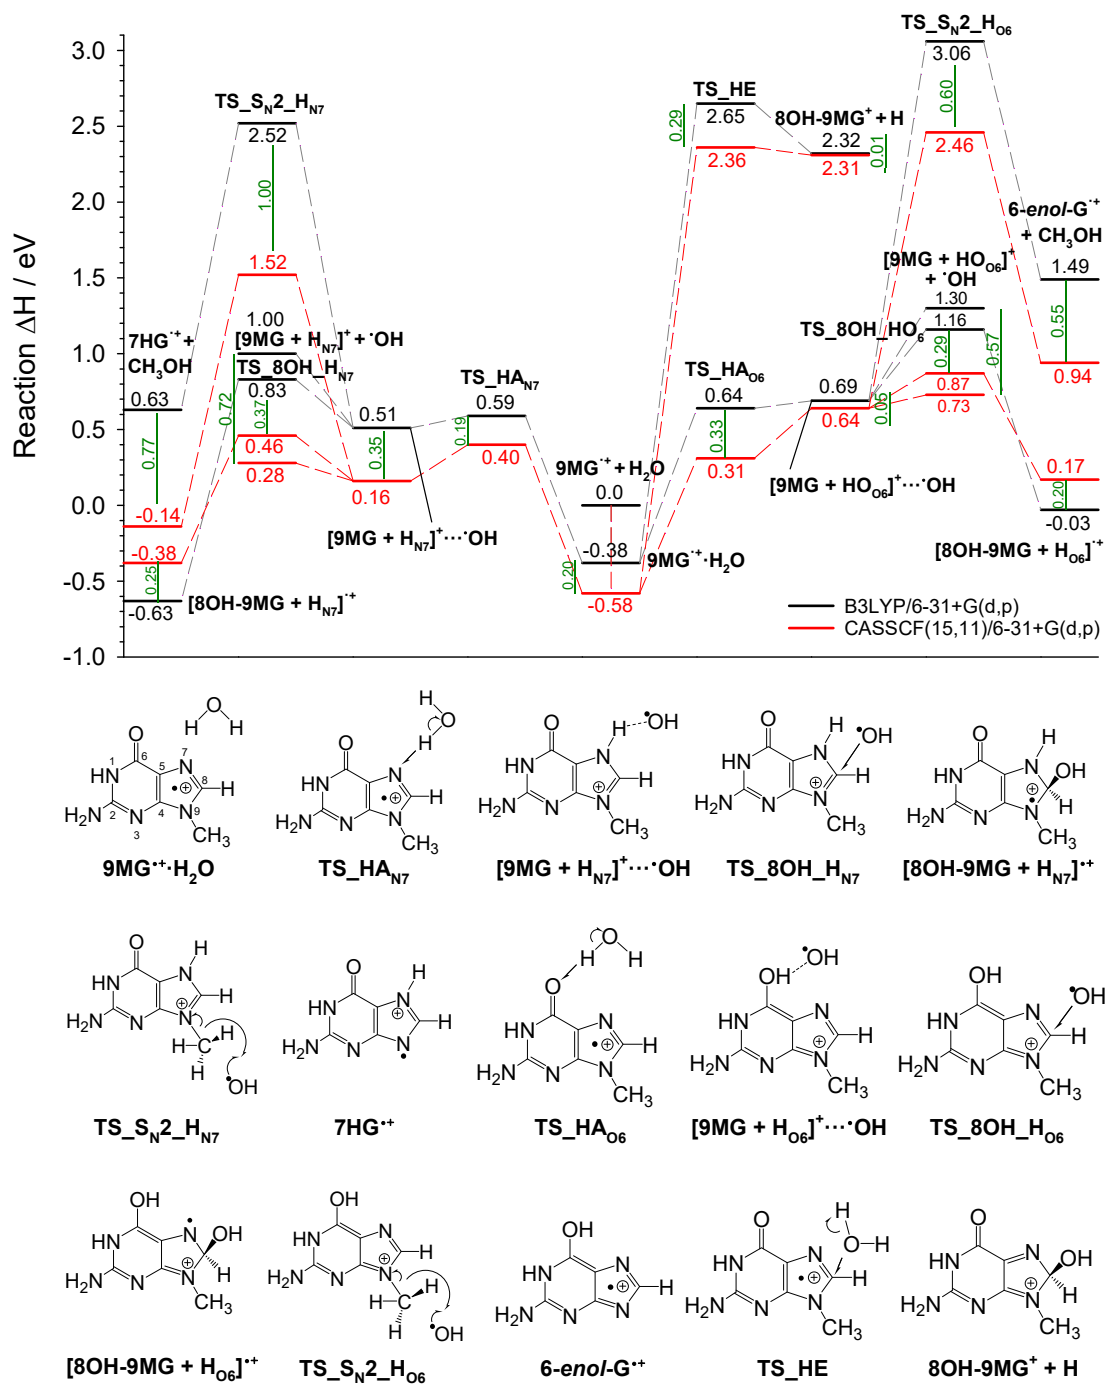 TS_SN2_HO6
3.0
3.06
TS_SN2_HN7
TS_HE
0.60
2.5
2.52
0.29
2.65
8OH-9MG+ + H
2.32
0.01
2.36
2.31
2.46
2.0
1.00
6-enol-G·+
+ CH3OH
1.5
1.52
[9MG + HO6]+
+ ·OH
1.49
1.00
1.30
7HG·+ +
CH3OH
[9MG + HN7]+ + ·OH
TS_8OH_HO6
1.16
0.55
1.0
TS_8OH_HN7
0.29
0.57
0.94
0.63
0.72
0.83
0.37
TS_HAN7
0.59
TS_HAO6
0.64
0.69
0.87
0.05
0.73
0.5
0.77
0.46
0.51
0.19
0.33
0.64
0.28
0.35
0.40
9MG·+ + H2O
0.31
[9MG + HOO6]+·····OH
0.17
0.16
0.0
0.0
0.20
-0.14
[9MG + HN7]+·····OH
-0.03
-0.38
-0.38
9MG·+·H2O
[8OH-9MG + HO6]·+
-0.5
0.25
0.20
-0.63
[8OH-9MG + HN7]·+
-0.58
B3LYP/6-31+G(d,p)
CASSCF(15,11)/6-31+G(d,p)
-1.0
Reaction ΔH / eV
9MG•+·H2O
TS_HAN7
[9MG + HN7]+····•OH
TS_8OH_HN7
[8OH-9MG + HN7]•+
TS_SN2_HN7
7HG•+
TS_HAO6
[9MG + HO6]+····•OH
TS_8OH_HO6
[8OH-9MG + HO6]•+
TS_SN2_HO6
6-enol-G•+
TS_HE
8OH-9MG+ + H